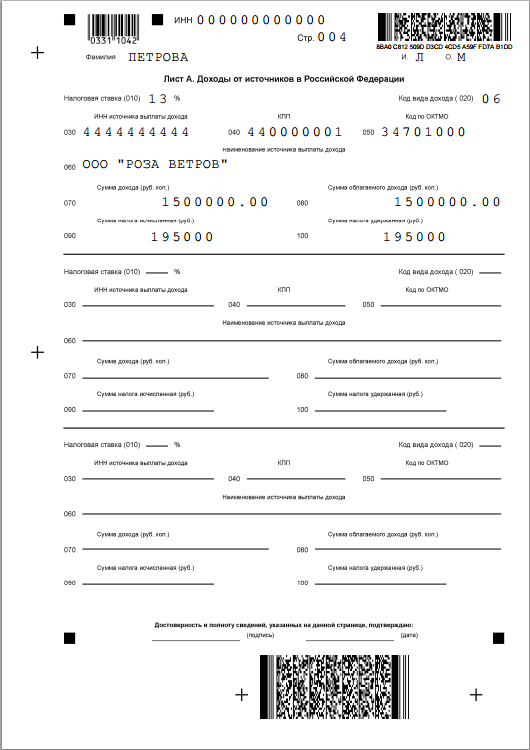 ИНН 000000000000
0331 1042
Стр. 004
8BA0 C812 509D D3CD 4CD5 A59F FD7A B1DD
Фамилия ПЕТРОВА И. Л О. М
Лист А. Доходы от источников в Российской Федерации
Налоговая ставка (010) 13 % Код вида дохода ( 020) 06
ИНН источника выплаты дохода КПП Код по ОКТМО
030 4444444444 040 440000001 050 34701000
Наименование источника выплаты дохода
060 ООО "РОЗА ВЕТРОВ"
Сумма дохода (руб. коп.) Сумма облагаемого дохода (руб. коп.)
070 1500000.00 080 1500000.00
Сумма налога исчисленная (руб.) Сумма налога удержанная (руб.)
090 195000 100 195000
Налоговая ставка (010) % Код вида дохода ( 020)
ИНН источника выплаты дохода КПП Код по ОКТМО
030 040 050
Наименование источника выплаты дохода
060
Сумма дохода (руб. коп.) Сумма облагаемого дохода (руб. коп.)
070 080
Сумма налога исчисленная (руб.) Сумма налога удержанная (руб.)
090 100
Налоговая ставка (010) % Код вида дохода ( 020)
ИНН источника выплаты дохода КПП Код по ОКТМО
030 040 050
Наименование источника выплаты дохода
060
Сумма дохода (руб. коп.) Сумма облагаемого дохода (руб. коп.)
070 080
Сумма налога исчисленная (руб.) Сумма налога удержанная (руб.)
090 100
Достоверность и полноту сведений, указанных на данной странице, подтверждаю:
(подпись) (дата)